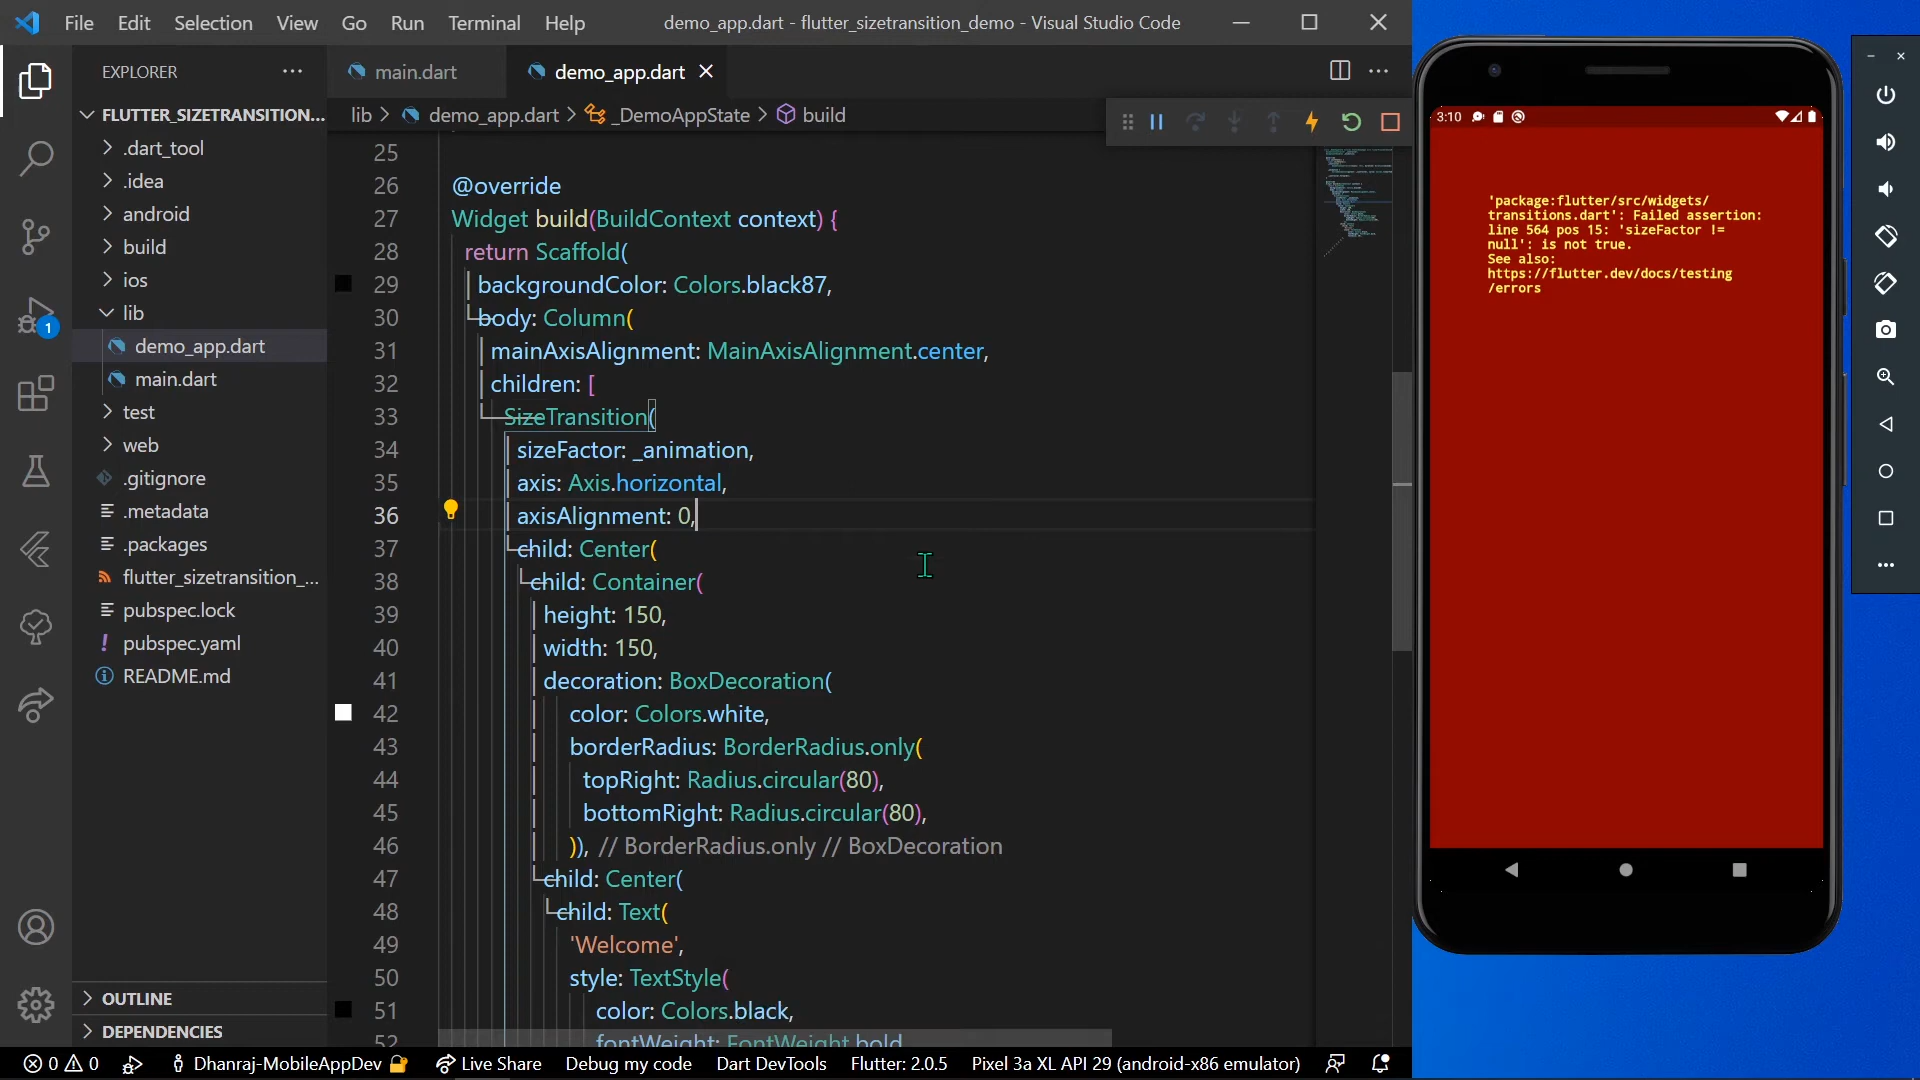 File Edit Selection View Go Run Terminal Help demo_app.dart - flutter_sizetransition_demo - Visual Studio Code
EXPLORER
main.dart
demo_app.dart
lib > demo_app.dart > _DemoAppState > build
FLUTTER_SIZETRANSITION...
.dart_tool
.idea
android
build
ios
lib
demo_app.dart
main.dart
test
web
.gitignore
.metadata
.packages
flutter_sizetransition_...
pubspec.lock
pubspec.yaml
README.md
OUTLINE
DEPENDENCIES
1
25
26 @override
27 Widget build(BuildContext context) {
28 return Scaffold(
29 backgroundColor: Colors.black87,
30 body: Column(
31 mainAxisAlignment: MainAxisAlignment.center,
32 children: [
33 SizeTransition(
34 sizeFactor: _animation,
35 axis: Axis.horizontal,
36 axisAlignment: 0,
37 child: Center(
38 child: Container(
39 height: 150,
40 width: 150,
41 decoration: BoxDecoration(
42 color: Colors.white,
43 borderRadius: BorderRadius.only(
44 topRight: Radius.circular(80),
45 bottomRight: Radius.circular(80),
46 )), // BorderRadius.only // BoxDecoration
47 child: Center(
48 child: Text(
49 'Welcome',
50 style: TextStyle(
51 color: Colors.black,
52 fontWeight: FontWeight.bold
0 0 Dhanraj-MobileAppDev Live Share Debug my code Dart DevTools Flutter: 2.0.5 Pixel 3a XL API 29 (android-x86 emulator)
3:10
'package:flutter/src/widgets/
transitions.dart': Failed assertion:
line 564 pos 15: 'sizeFactor !=
null': is not true.
See also:
https://flutter.dev/docs/testing
/errors